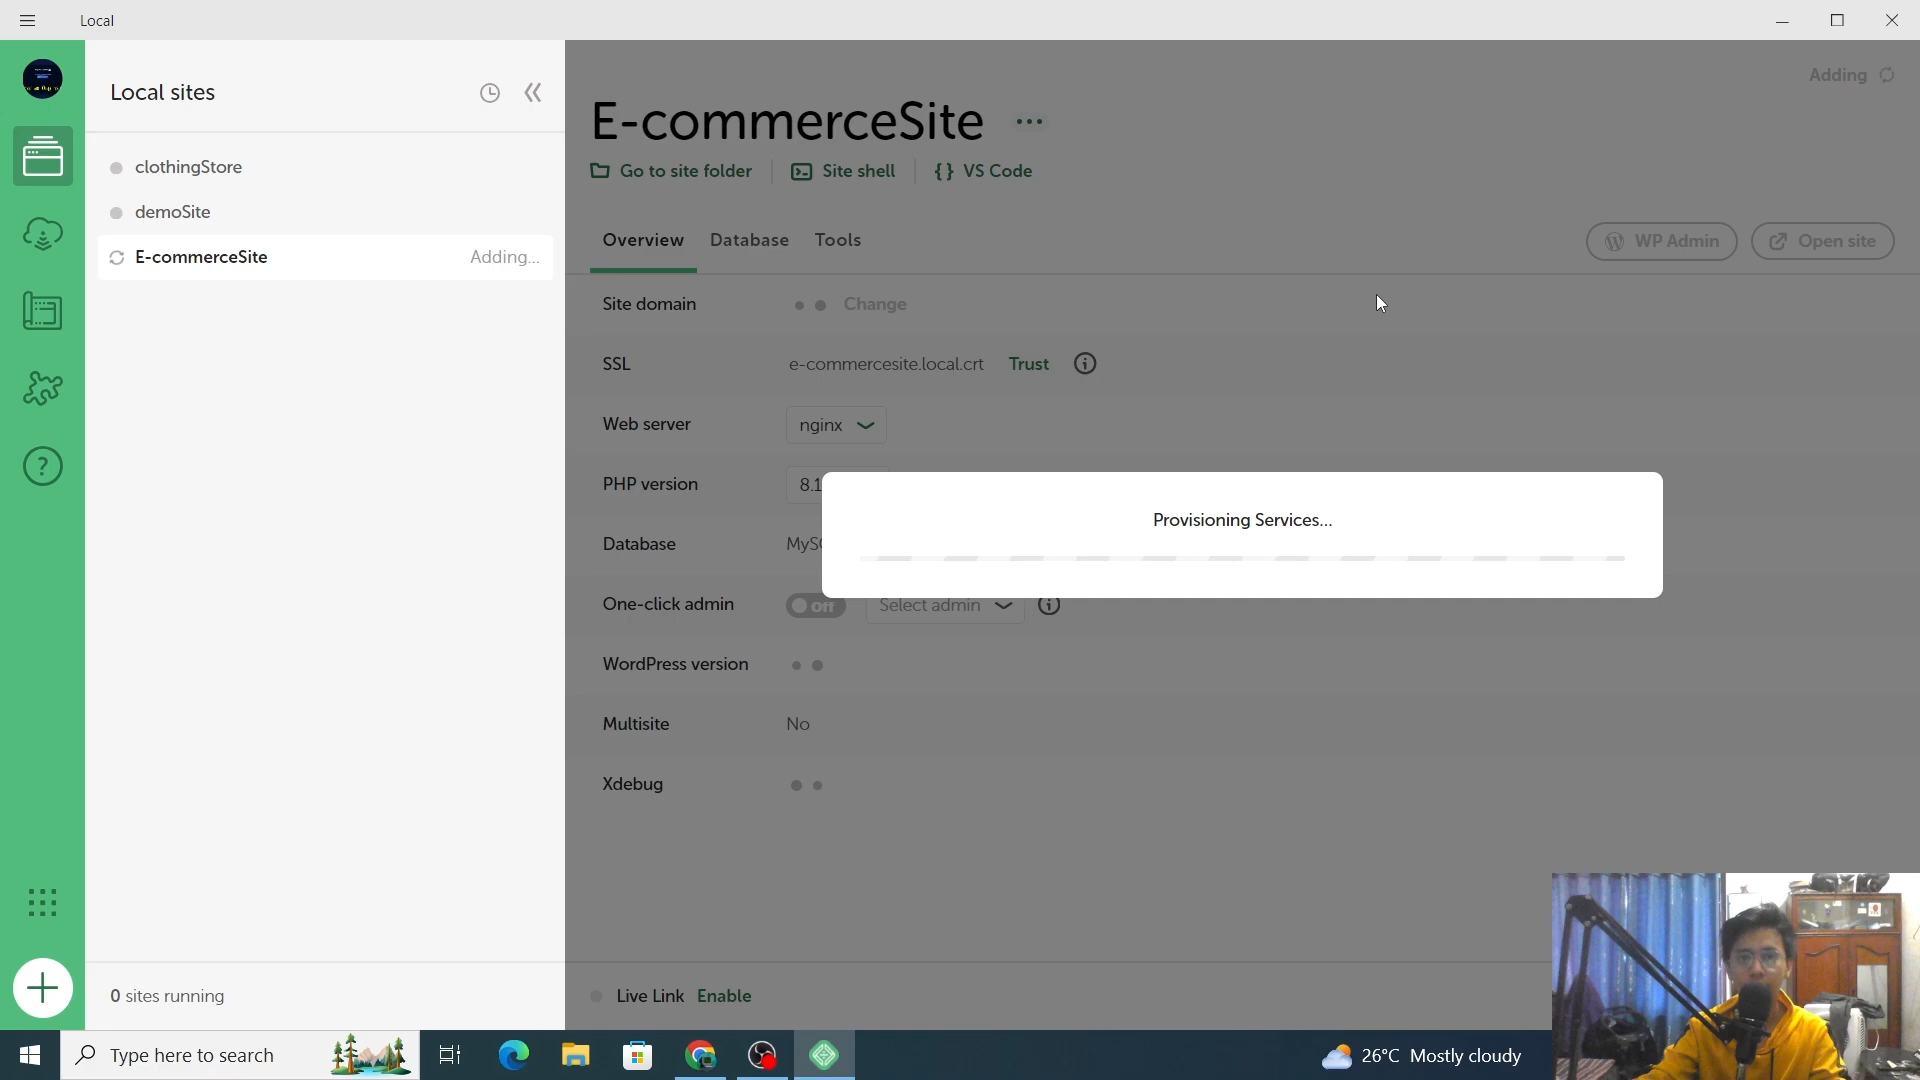 Local
Local sites
Adding
E-commerceSite
Go to site folder
Site shell
VS Code
clothingStore
demoSite
E-commerceSite
Adding...
Overview
Database
Tools
WP Admin
Open site
Site domain
Change
SSL
e-commercesite.local.crt
Trust
Web server
nginx
PHP version
8.1
Provisioning Services...
Database
One-click admin
Off
Select admin
WordPress version
Multisite
No
Xdebug
0 sites running
Live Link
Enable
Type here to search
26°C Mostly cloudy